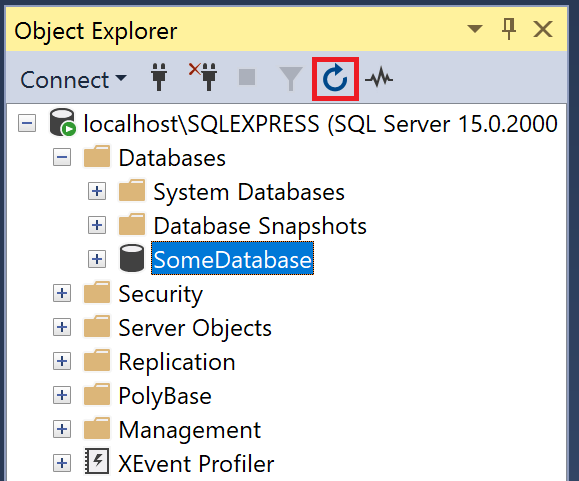 Object Explorer
Connect
localhost\SQLEXPRESS (SQL Server 15.0.2000
Databases
System Databases
Database Snapshots
SomeDatabase
Security
Server Objects
Replication
PolyBase
Management
XEvent Profiler